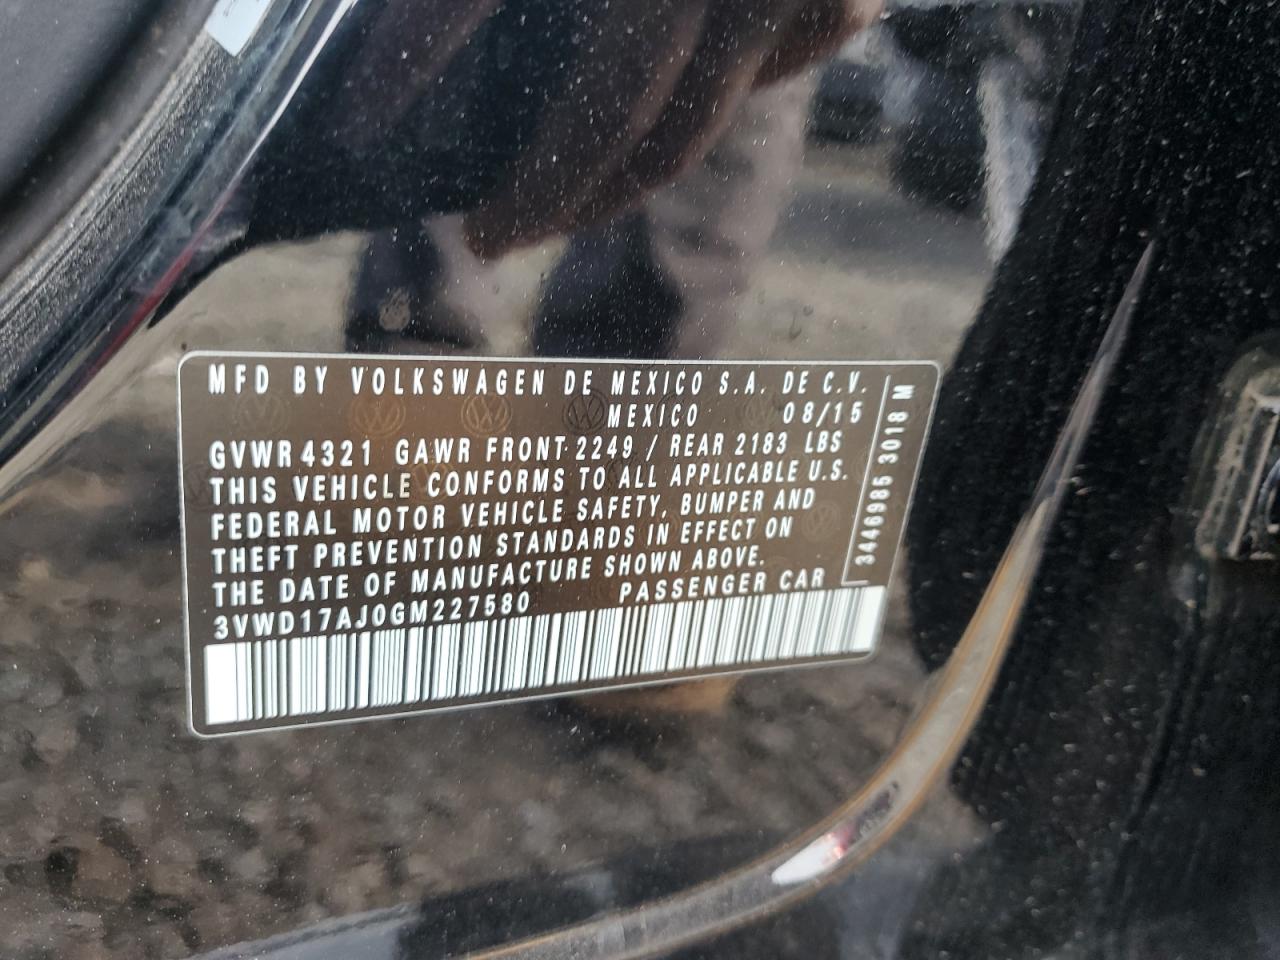 MFD BY VOLKSWAGEN DE MEXICO S.A. DE C.V.
MEXICO 08/15
GVWR 4321 GAWR FRONT 2249 / REAR 2183 LBS
THIS VEHICLE CONFORMS TO ALL APPLICABLE U.S.
FEDERAL MOTOR VEHICLE SAFETY, BUMPER AND
THEFT PREVENTION STANDARDS IN EFFECT ON
THE DATE OF MANUFACTURE SHOWN ABOVE.
3VWD17AJ0GM227580 PASSENGER CAR
3446985 3018 M